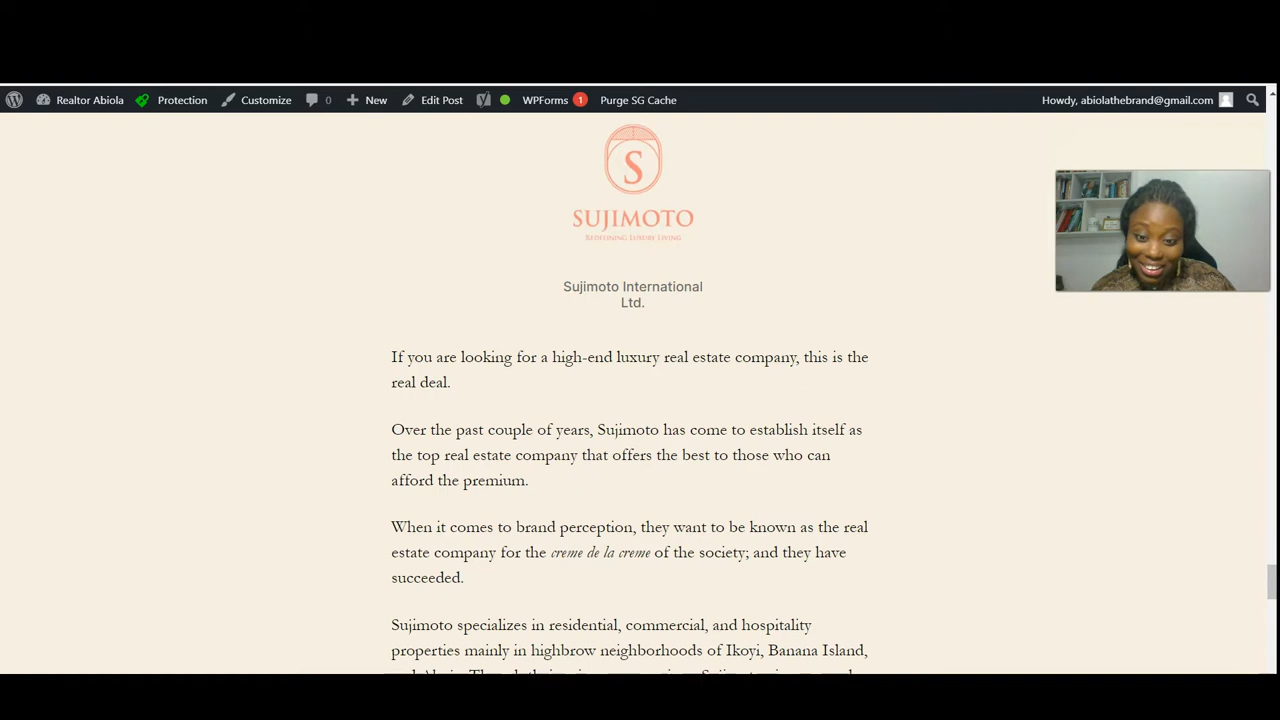 Realtor Abiola Protection Customize 0 New Edit Post WPForms 1 Purge SG Cache Howdy, abiolathebrand@gmail.com
S
SUJIMOTO
REDEFINING LUXURY LIVING
Sujimoto International
Ltd.
If you are looking for a high-end luxury real estate company, this is the
real deal.
Over the past couple of years, Sujimoto has come to establish itself as
the top real estate company that offers the best to those who can
afford the premium.
When it comes to brand perception, they want to be known as the real
estate company for the creme de la creme of the society; and they have
succeeded.
Sujimoto specializes in residential, commercial, and hospitality
properties mainly in highbrow neighborhoods of Ikoyi, Banana Island,